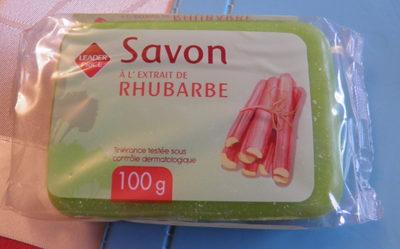 LEADER
PRICE
Savon
À L'EXTRAIT DE
RHUBARBE
Tolérance testée sous
contrôle dermatologique
100 g